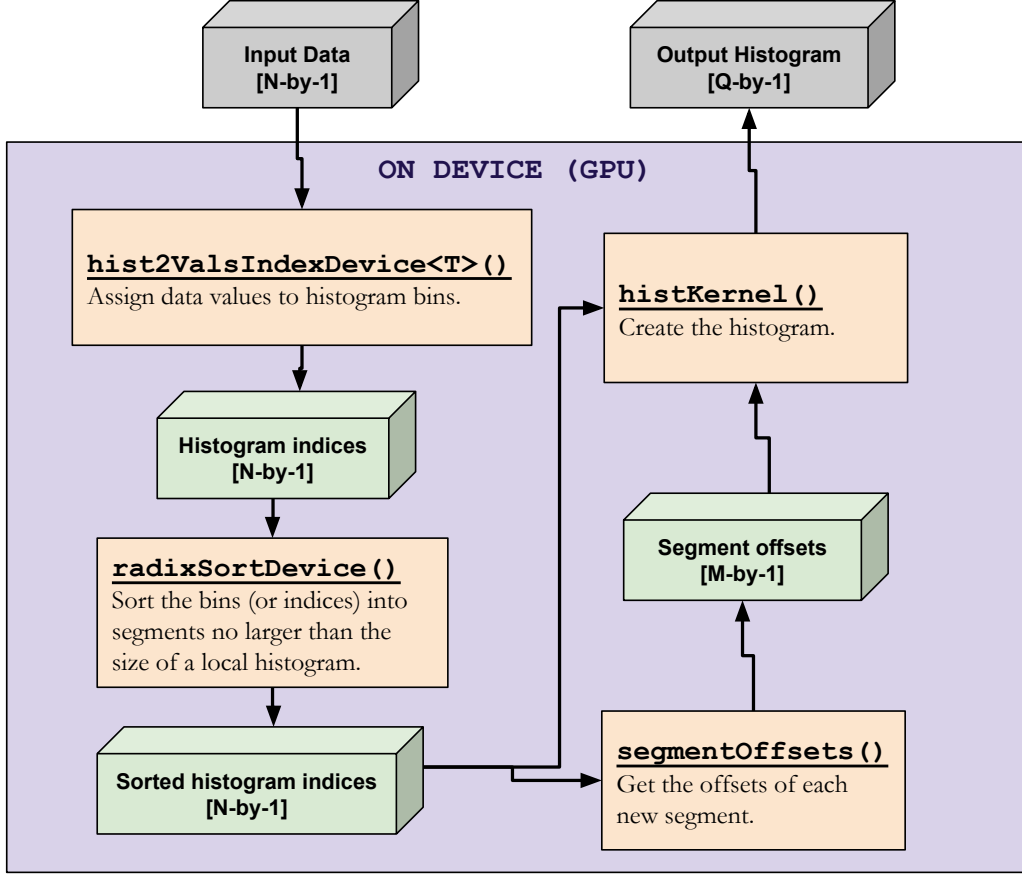 Input Data
[N-by-1]
Output Histogram
[Q-by-1]
ON DEVICE (GPU)
hist2ValsIndexDevice<T>()
Assign data values to histogram bins.
histKernel()
Create the histogram.
Histogram indices
[N-by-1]
radixSortDevice()
Sort the bins (or indices) into
segments no larger than the
size of a local histogram.
Segment offsets
[M-by-1]
Sorted histogram indices
[N-by-1]
segmentOffsets()
Get the offsets of each
new segment.